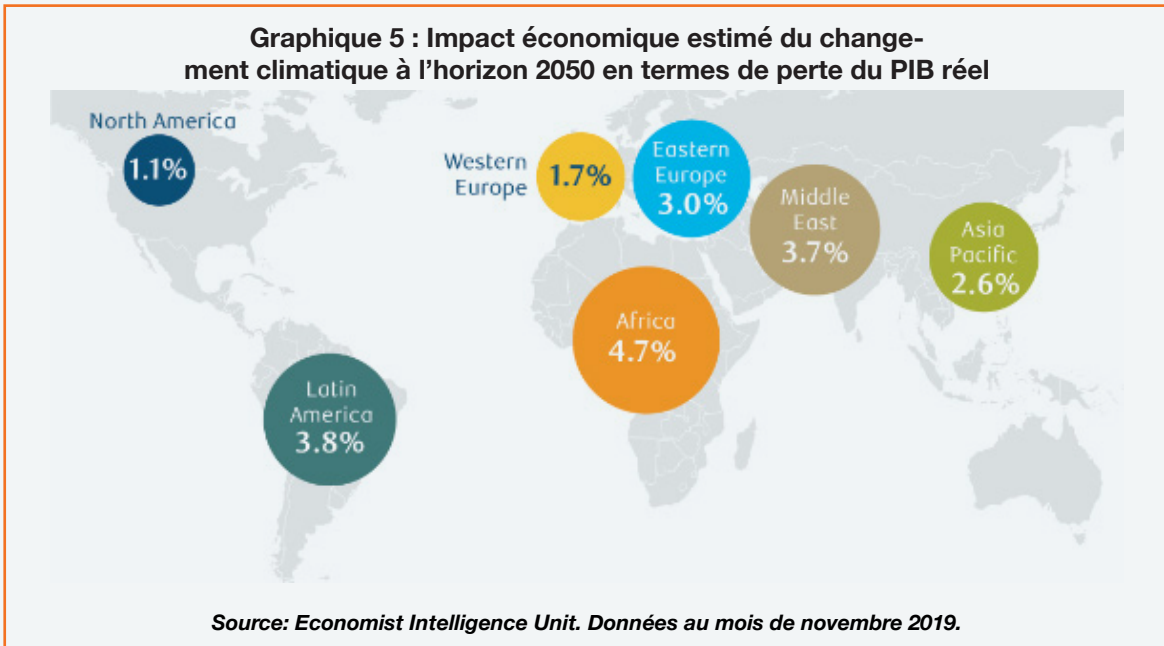 Graphique 5 : Impact économique estimé du change-
ment climatique à l’horizon 2050 en termes de perte du PIB réel
North America
1.1%
Western
Europe
1.7%
Eastern
Europe
3.0%
Middle
East
3.7%
Asia
Pacific
2.6%
Africa
4.7%
Latin
America
3.8%
Source: Economist Intelligence Unit. Données au mois de novembre 2019.